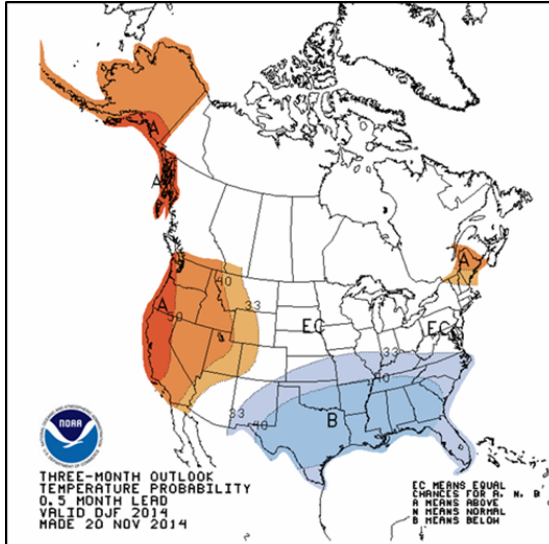 A
A
40
A
50
33
EC
A
EC
33
40
33
40
B
NOAA
THREE-MONTH OUTLOOK
TEMPERATURE PROBABILITY
0.5 MONTH LEAD
VALID DJF 2014
MADE 20 NOV 2014
EC MEANS EQUAL
CHANCES FOR A, N, B
A MEANS ABOVE
N MEANS NORMAL
B MEANS BELOW